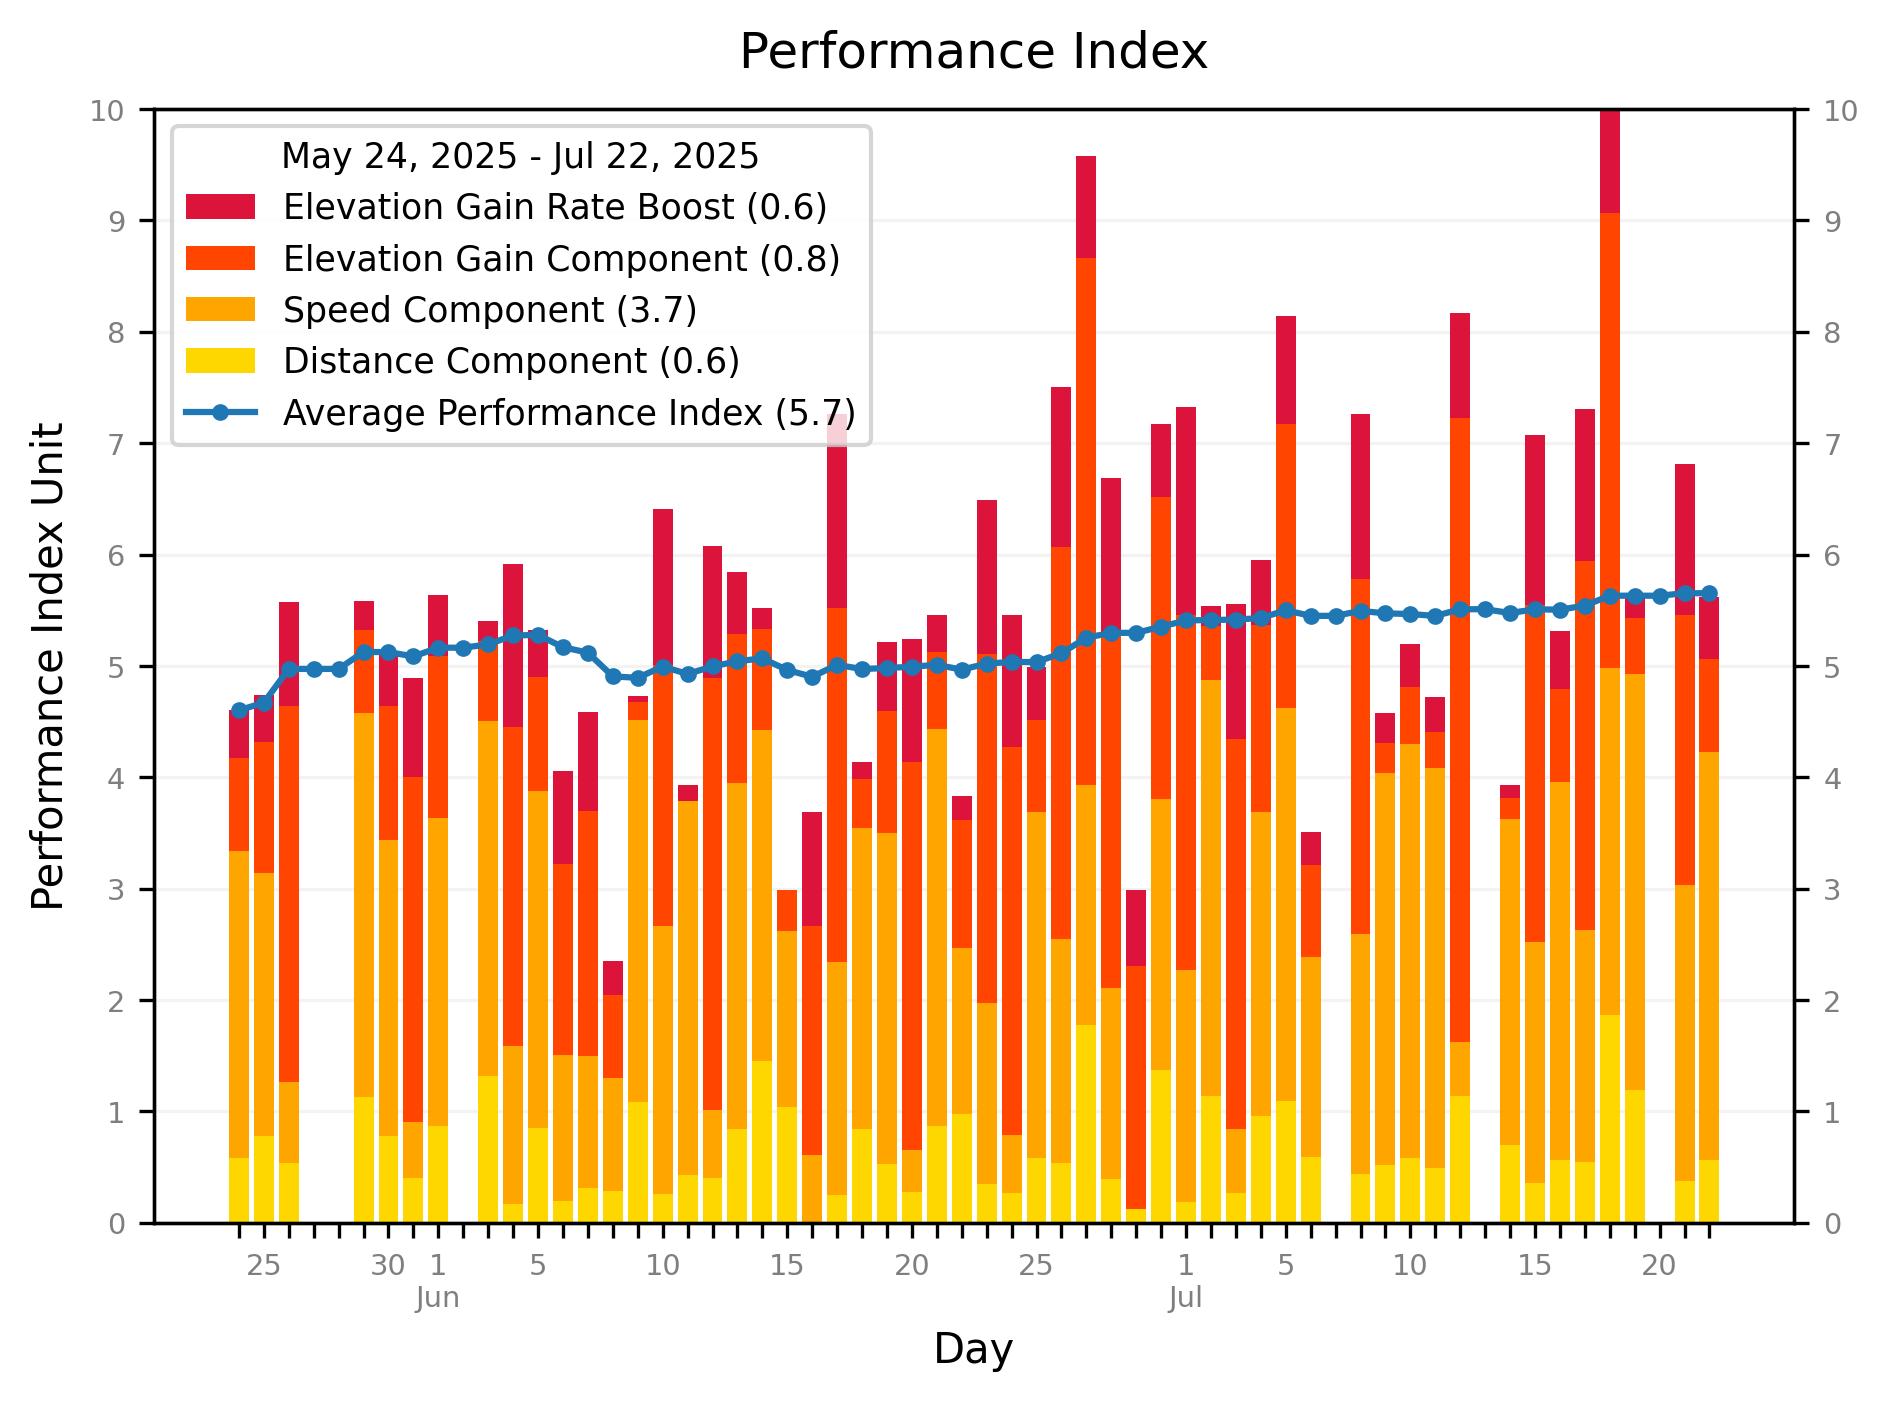 Performance Index
May 24, 2025 - Jul 22, 2025
Elevation Gain Rate Boost (0.6)
Elevation Gain Component (0.8)
Speed Component (3.7)
Distance Component (0.6)
Average Performance Index (5.7)
Performance Index Unit
10
9
8
7
6
5
4
3
2
1
0
10
9
8
7
6
5
4
3
2
1
0
25 30 1 5 10 15 20 25 1 5 10 15 20
Jun Jul
Day